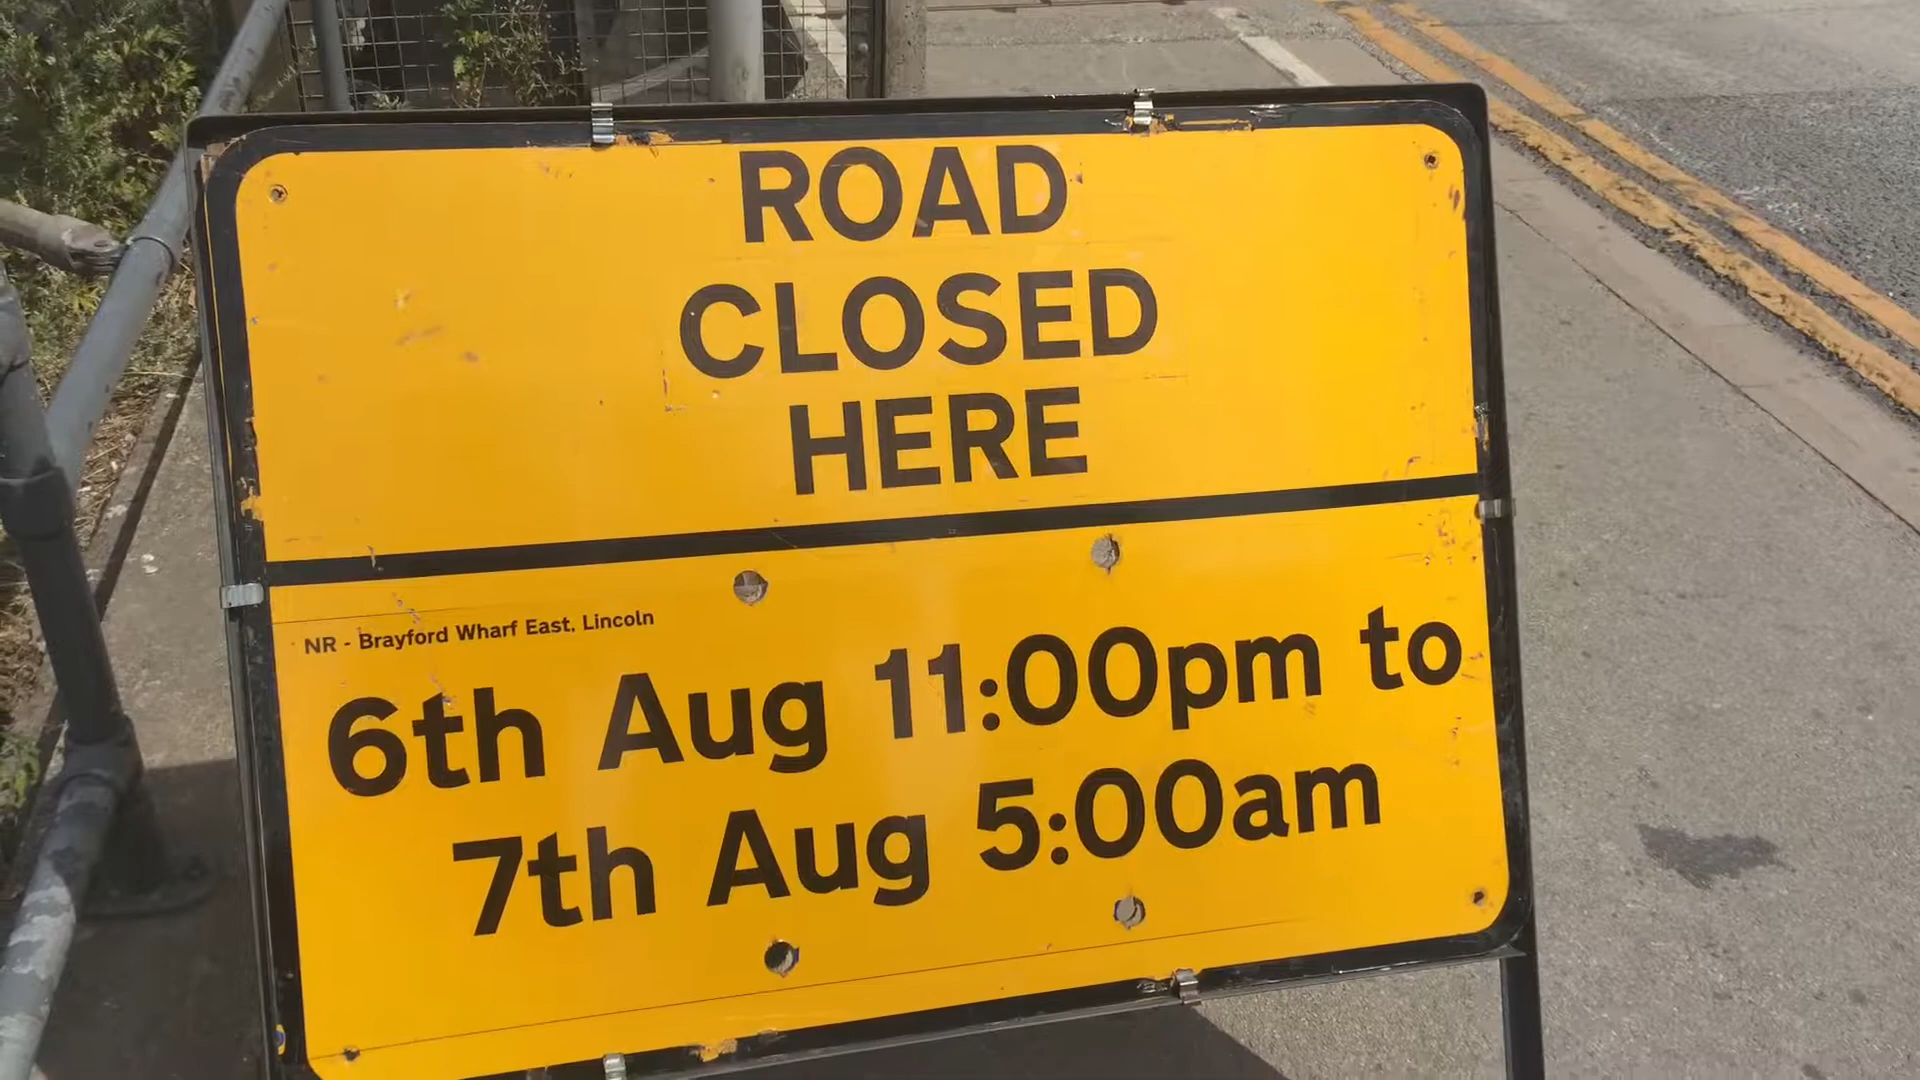 ROAD
CLOSED
HERE
NR - Brayford Wharf East, Lincoln
6th Aug 11:00pm to
7th Aug 5:00am